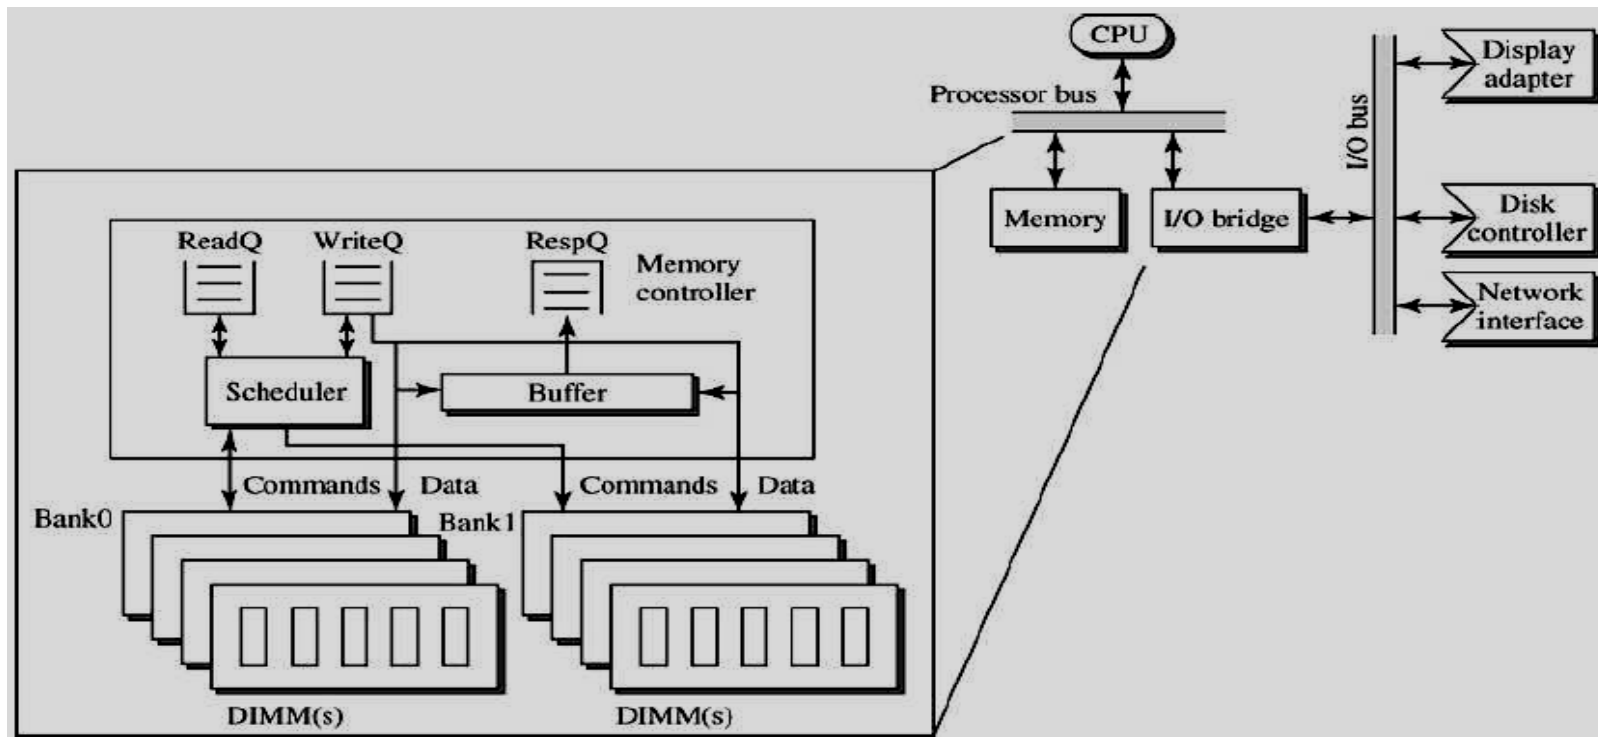 CPU
Display
adapter
Processor bus
I/O bus
Memory
I/O bridge
Disk
controller
Network
interface
ReadQ
WriteQ
RespQ
Memory
controller
Scheduler
Buffer
Commands
Data
Commands
Data
Bank0
Bank1
DIMM(s)
DIMM(s)